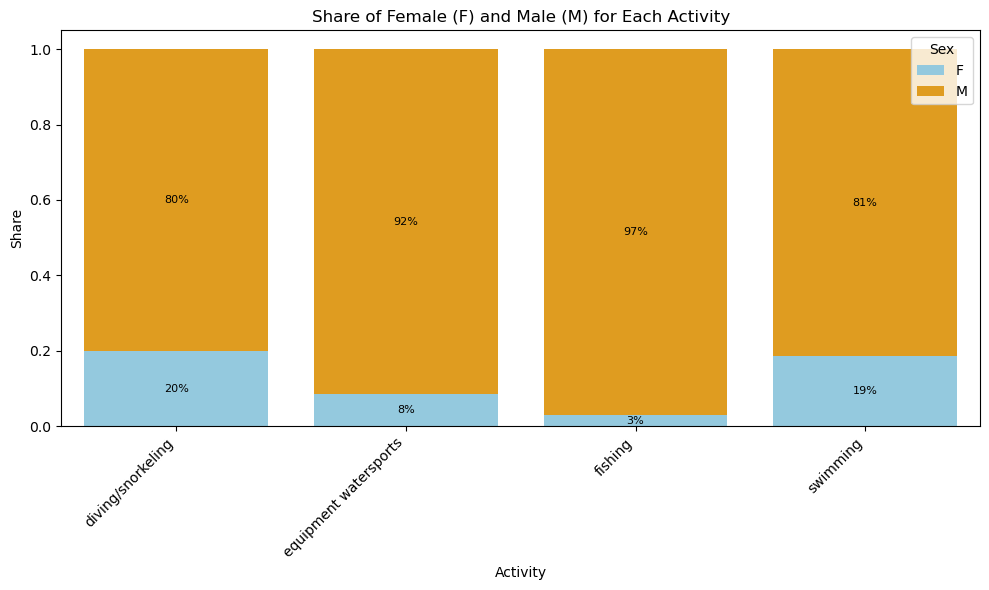 Share of Female (F) and Male (M) for Each Activity
Sex
F
M
1.0
0.8
0.6
0.4
0.2
0.0
Share
80%
92%
97%
81%
20%
8%
3%
19%
diving/snorkeling
equipment watersports
fishing
swimming
Activity